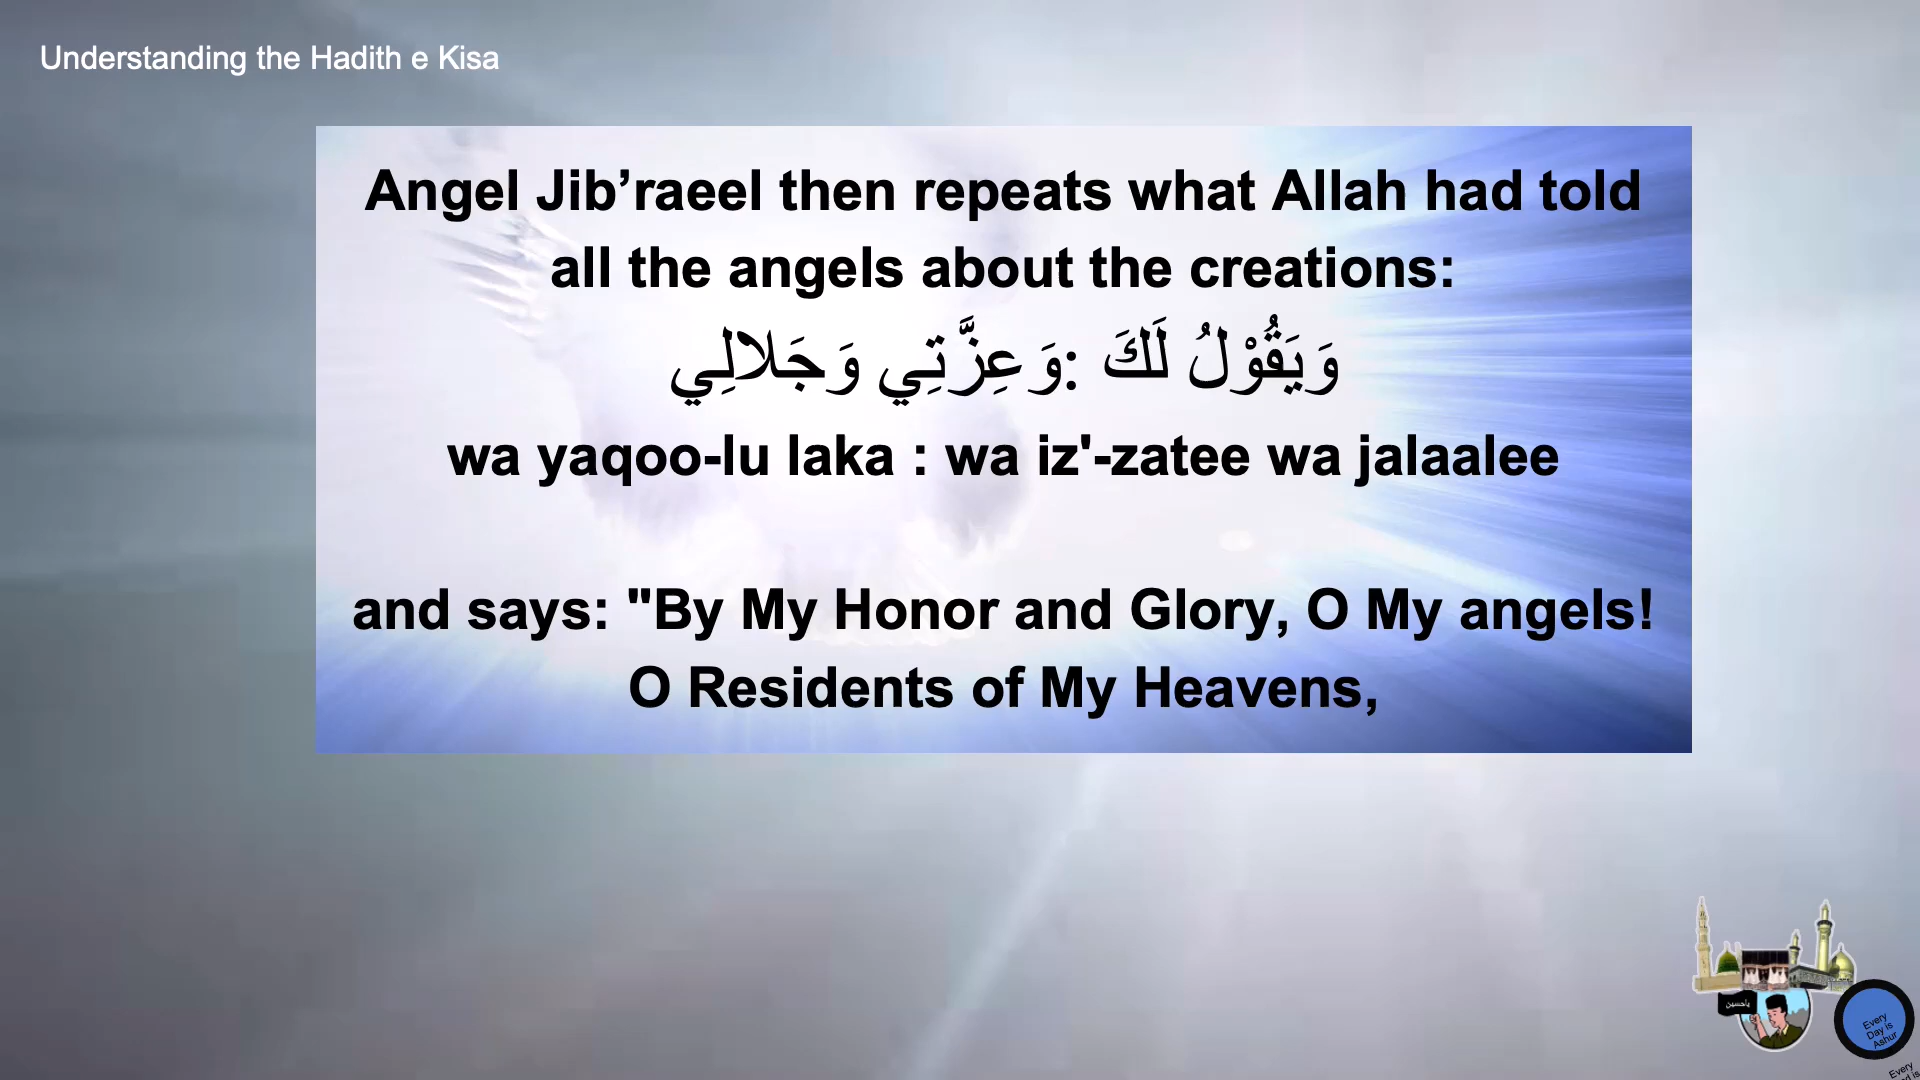 Understanding the Hadith e Kisa
Angel Jib’raeel then repeats what Allah had told
all the angels about the creations:
وَيَقُوْلُ لَكَ :وَعِزَّتِي وَجَلالِي
wa yaqoo-lu laka : wa iz'-zatee wa jalaalee
and says: "By My Honor and Glory, O My angels!
O Residents of My Heavens,
Every
Day is
Ashur
Every